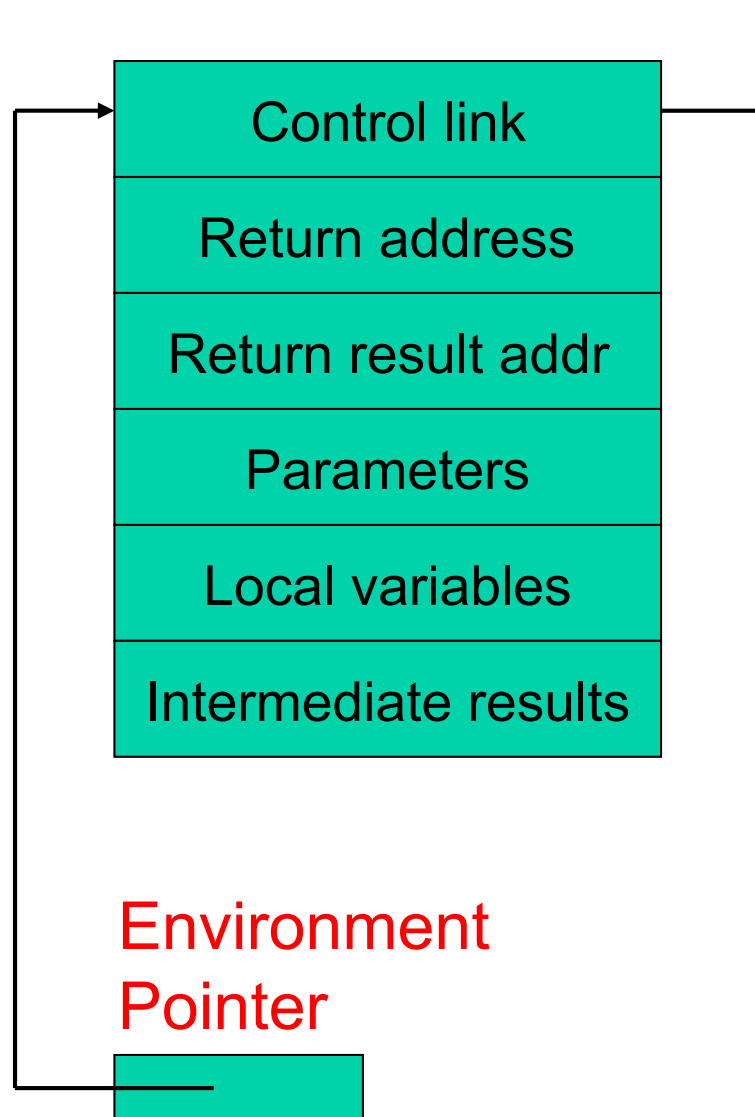 Control link
Return address
Return result addr
Parameters
Local variables
Intermediate results
Environment
Pointer